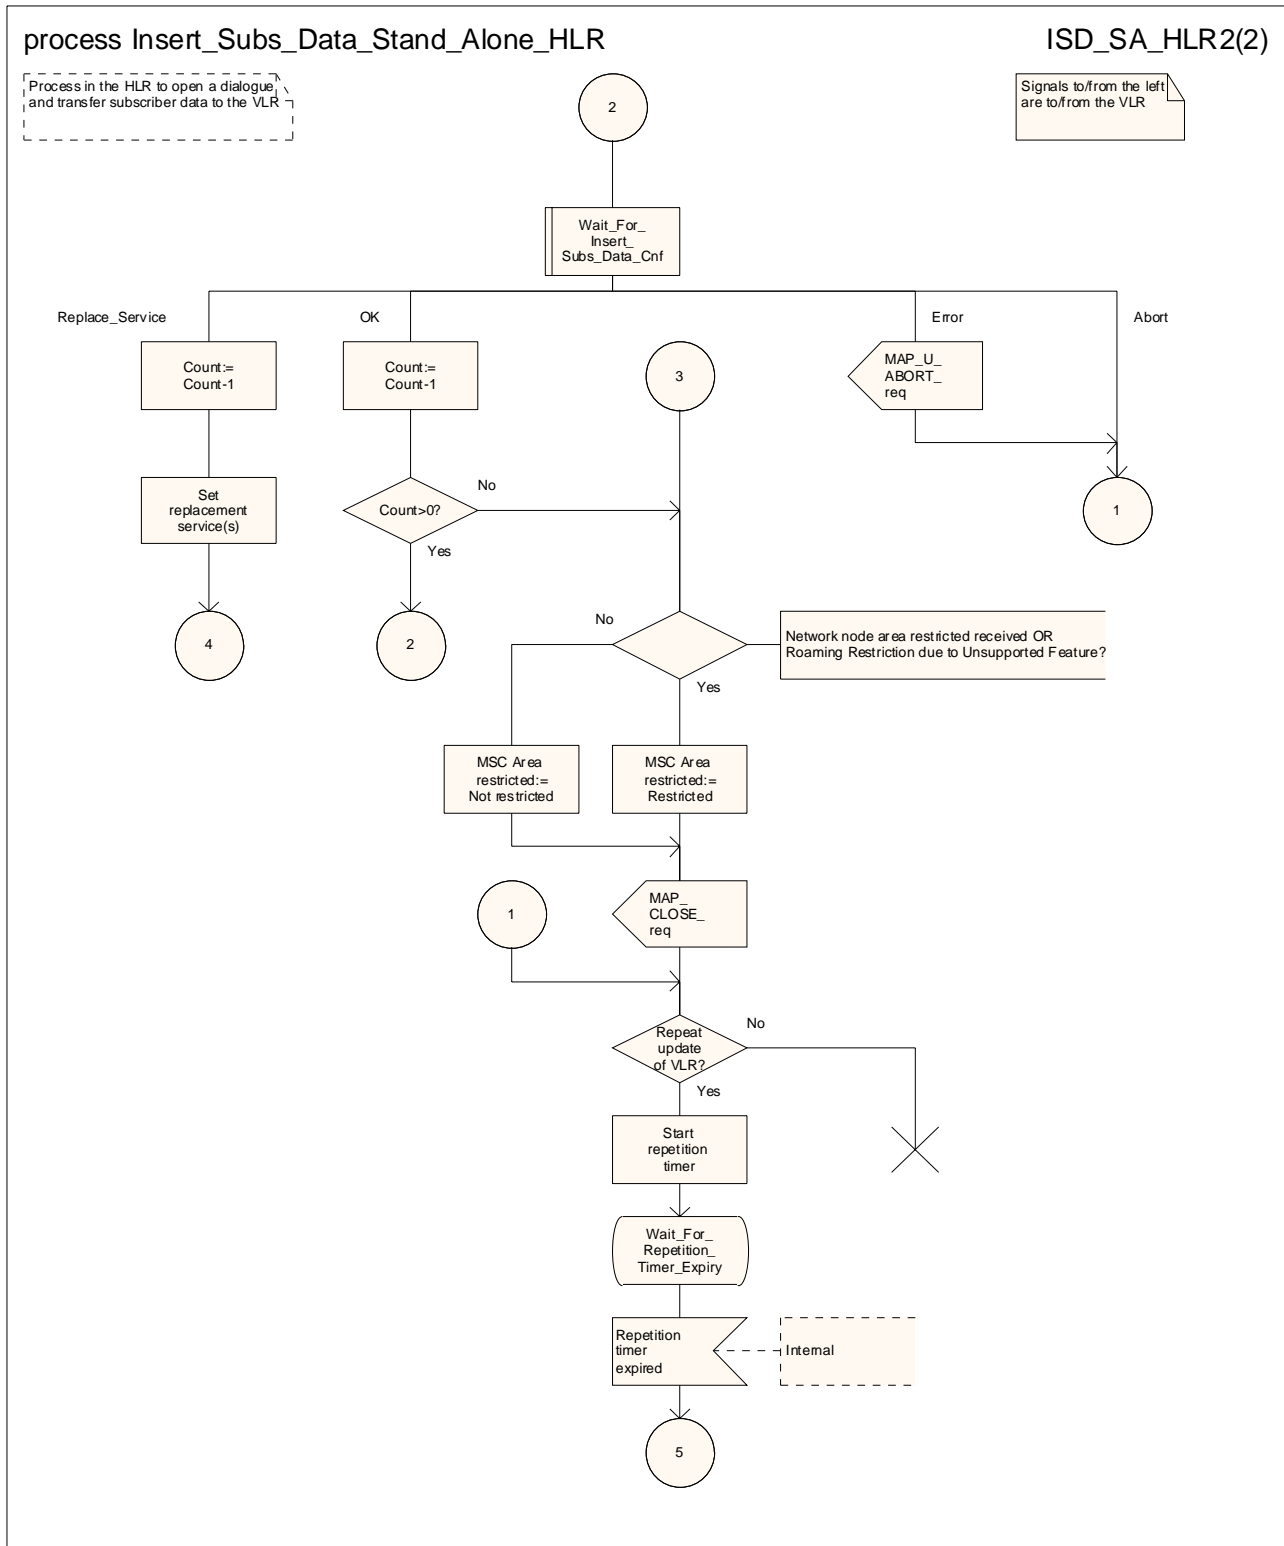 process Insert_Subs_Data_Stand_Alone_HLR
ISD_SA_HLR2(2)
Process in the HLR to open a dialogue
and transfer subscriber data to the VLR
2
Signals to/from the left
are to/from the VLR
Wait_For_
Insert_
Subs_Data_Cnf
Replace_Service
OK
Error
Abort
Count:=
Count-1
Count:=
Count-1
3
MAP_U_
ABORT_
req
Set
replacement
service(s)
Count>0?
No
Yes
1
4
2
No
Yes
Network node area restricted received OR
Roaming Restriction due to Unsupported Feature?
MSC Area
restricted:=
Not restricted
MSC Area
restricted:=
Restricted
1
MAP_
CLOSE_
req
Repeat
update
of VLR?
No
Yes
Start
repetition
timer
Wait_For_
Repetition_
Timer_Expiry
Repetition
timer
expired
Internal
5